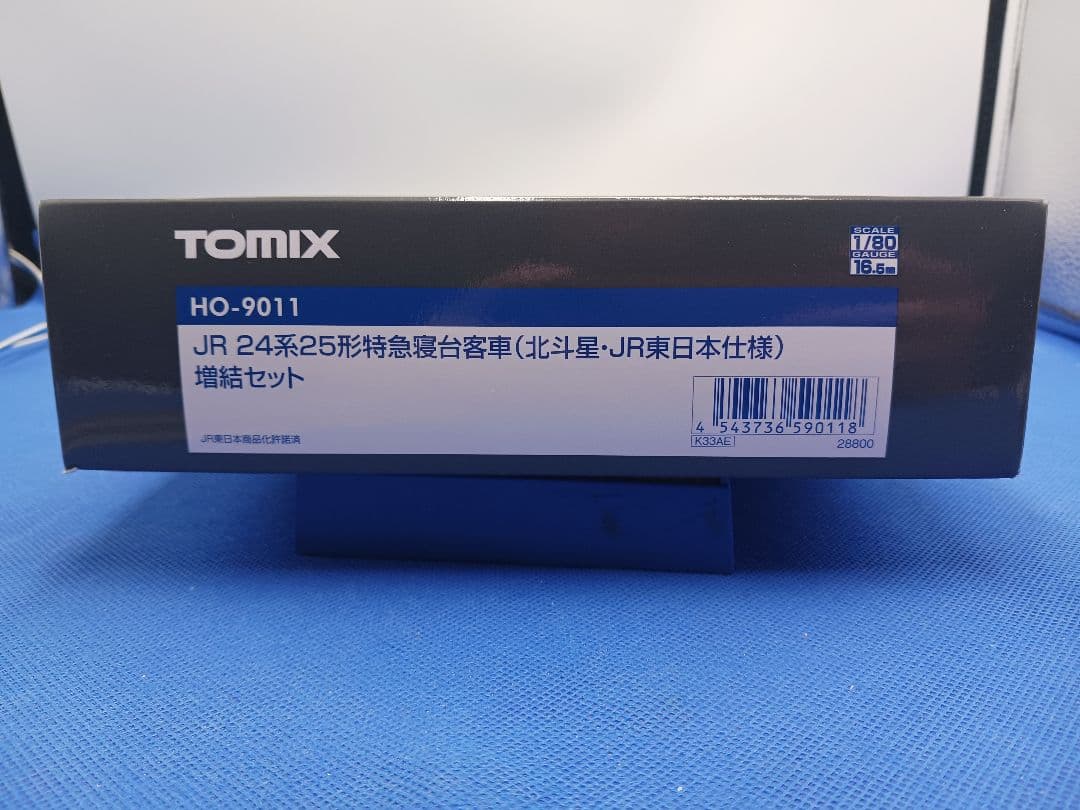 TOMIX
SCALE
1/80
GAUGE
16.5mm
HO-9011
JR 24系25形特急寝台客車(北斗星・JR東日本仕様)
増結セット
4 543736 590118
JR東日本商品化許諾済
K33AE
28800